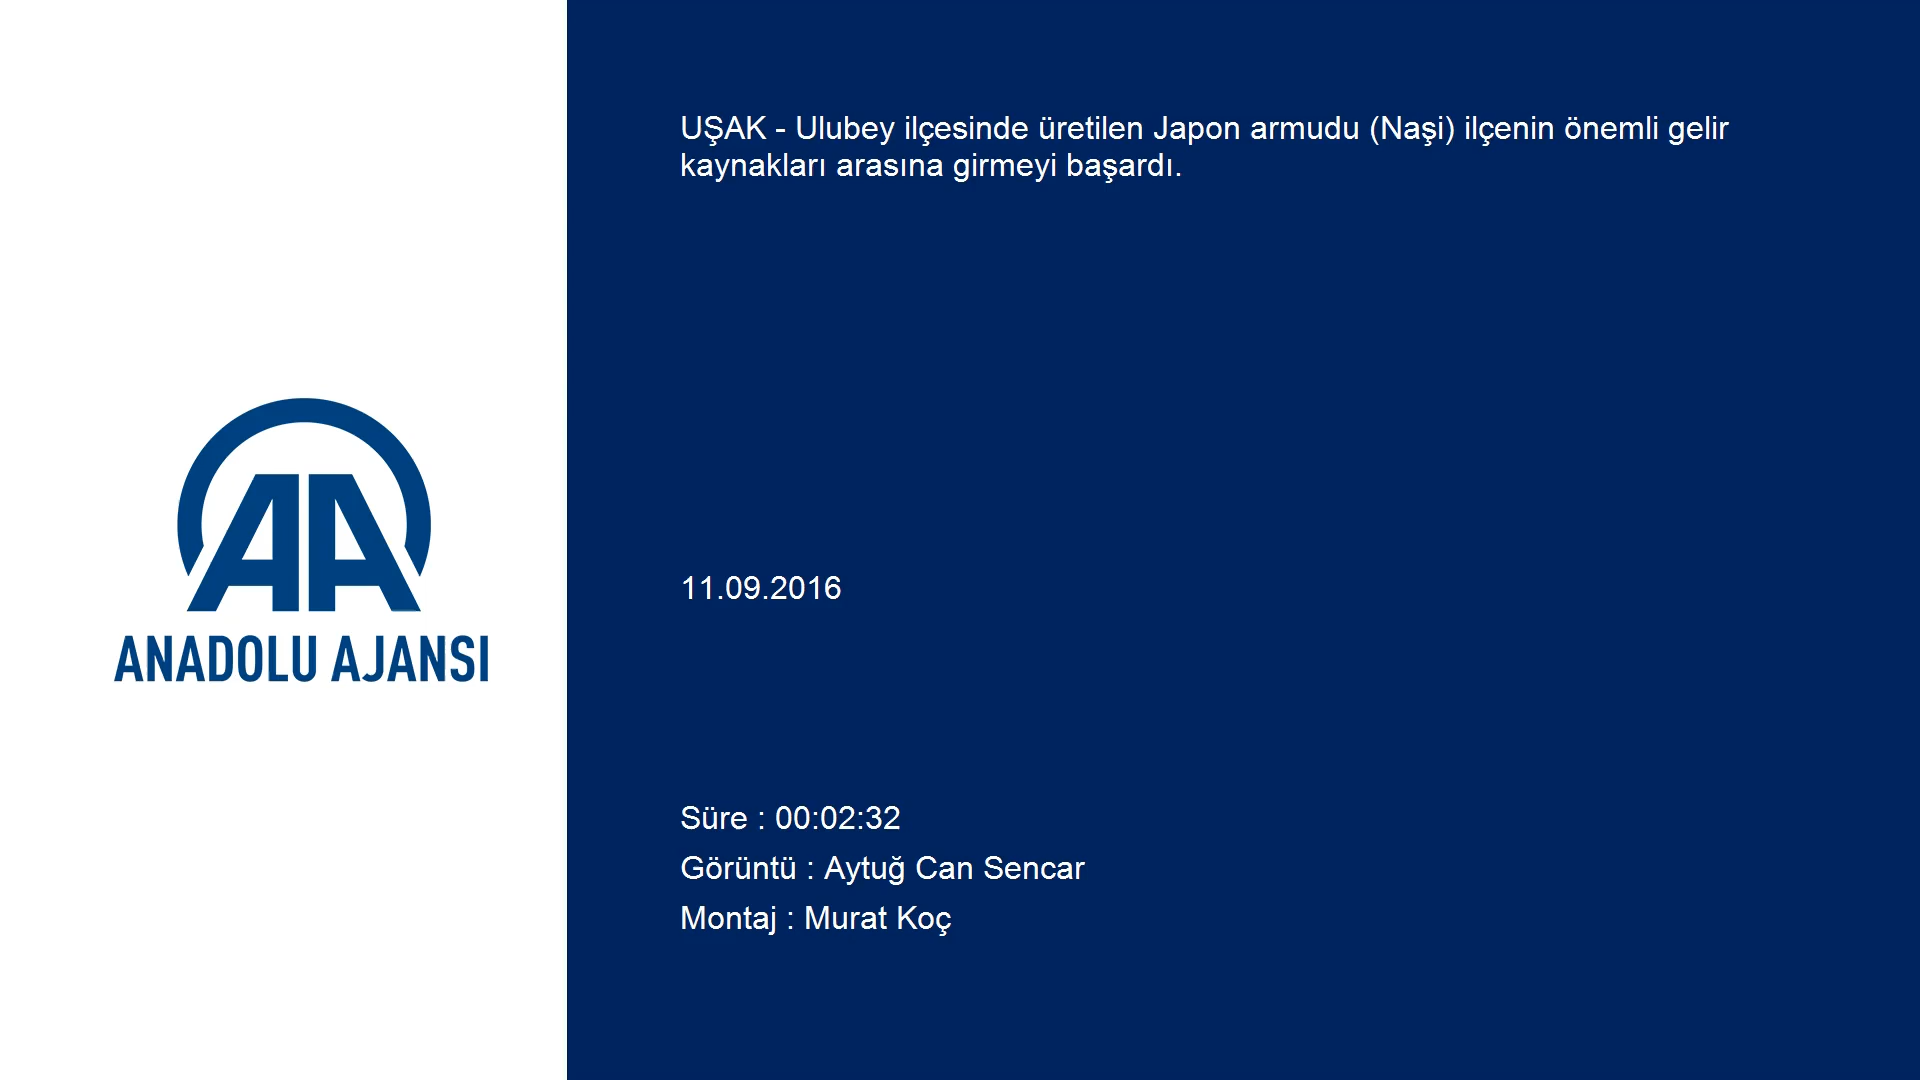 UŞAK - Ulubey ilçesinde üretilen Japon armudu (Naşi) ilçenin önemli gelir
kaynakları arasına girmeyi başardı.
AA
ANADOLU AJANSI
11.09.2016
Süre : 00:02:32
Görüntü : Aytuğ Can Sencar
Montaj : Murat Koç